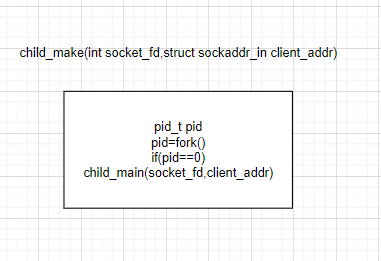 child_make(int socket_fd,struct sockaddr_in client_addr)
pid_t pid
pid=fork()
if(pid==0)
child_main(socket_fd,client_addr)